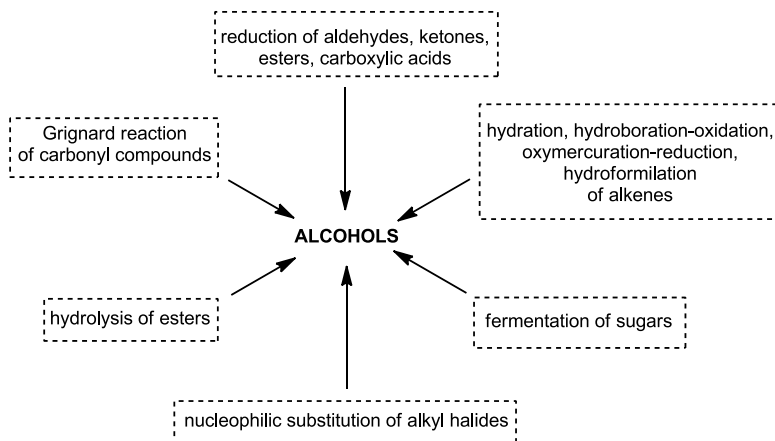 reduction of aldehydes, ketones,
esters, carboxylic acids
Grignard reaction
of carbonyl compounds
hydration, hydroboration-oxidation,
oxymercuration-reduction,
hydroformilation
of alkenes
ALCOHOLS
hydrolysis of esters
fermentation of sugars
nucleophilic substitution of alkyl halides